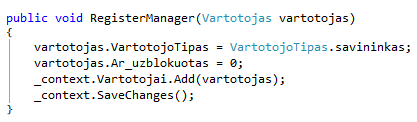 public void RegisterManager(Vartotojas vartotojas)
{
    vartotojas.VartotojoTipas = VartotojoTipas.savininkas;
    vartotojas.Ar_uzblokuotas = 0;
    _context.Vartotojai.Add(vartotojas);
    _context.SaveChanges();
}